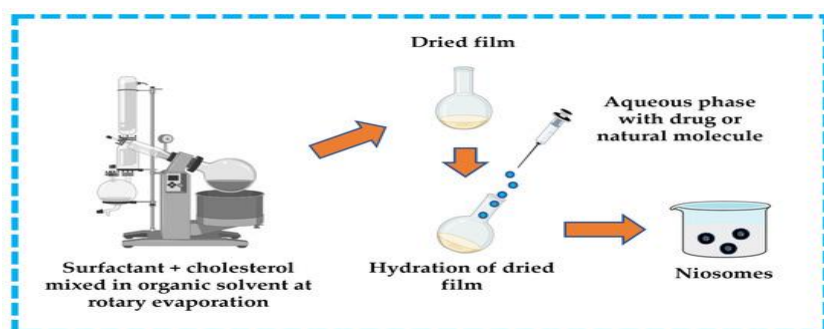 Dried film
Aqueous phase
with drug or
natural molecule
Surfactant + cholesterol
mixed in organic solvent at
rotary evaporation
Hydration of dried
film
Niosomes